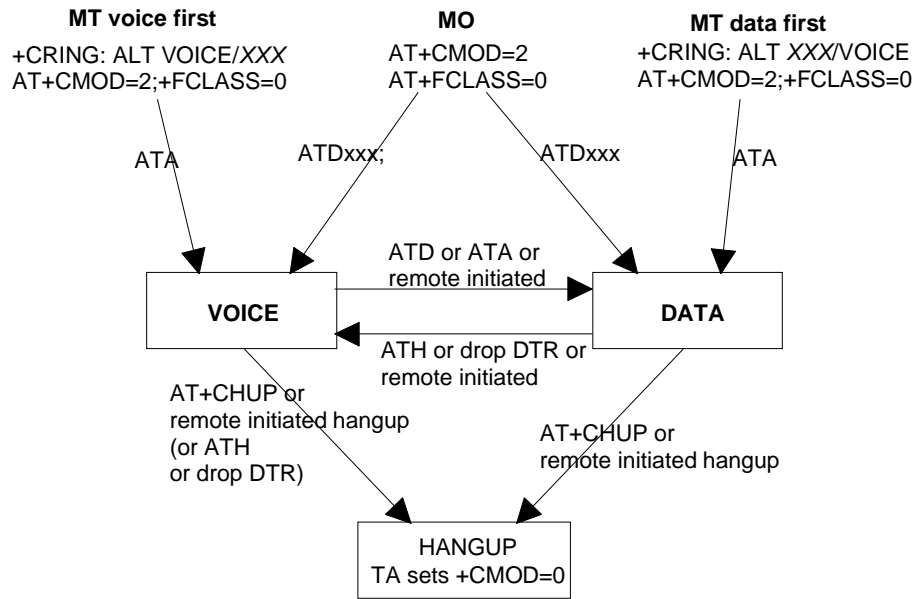 MT voice first
+CRING: ALT VOICE/XXX
AT+CMOD=2;+FCLASS=0
MO
AT+CMOD=2
AT+FCLASS=0
MT data first
+CRING: ALT XXX/VOICE
AT+CMOD=2;+FCLASS=0
ATA
ATDxxx;
ATDxxx
ATA
ATD or ATA or
remote initiated
VOICE
DATA
ATH or drop DTR or
remote initiated
AT+CHUP or
remote initiated hangup
(or ATH
or drop DTR)
AT+CHUP or
remote initiated hangup
HANGUP
TA sets +CMOD=0